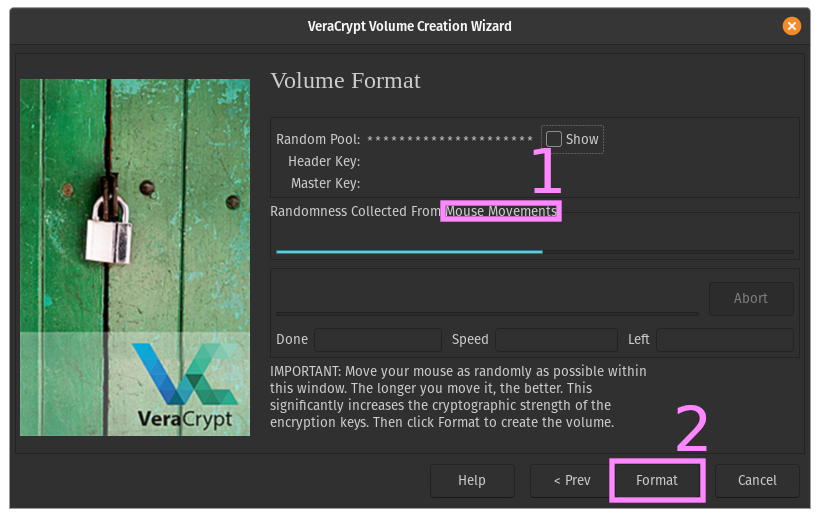 VeraCrypt Volume Creation Wizard
Volume Format
Random Pool: ********************* Show
1
Header Key:
Master Key:
Randomness Collected From Mouse Movements
Abort
Done Speed Left
IMPORTANT: Move your mouse as randomly as possible within
this window. The longer you move it, the better. This
significantly increases the cryptographic strength of the
encryption keys. Then click Format to create the volume.
VeraCrypt
2
Help < Prev Format Cancel